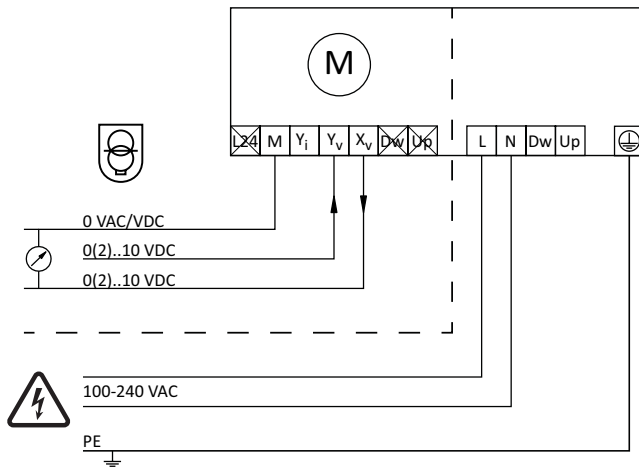 M
L24 M Yi Yv Xv Dw Up L N Dw Up
0 VAC/VDC
0(2)..10 VDC
0(2)..10 VDC
100-240 VAC
PE